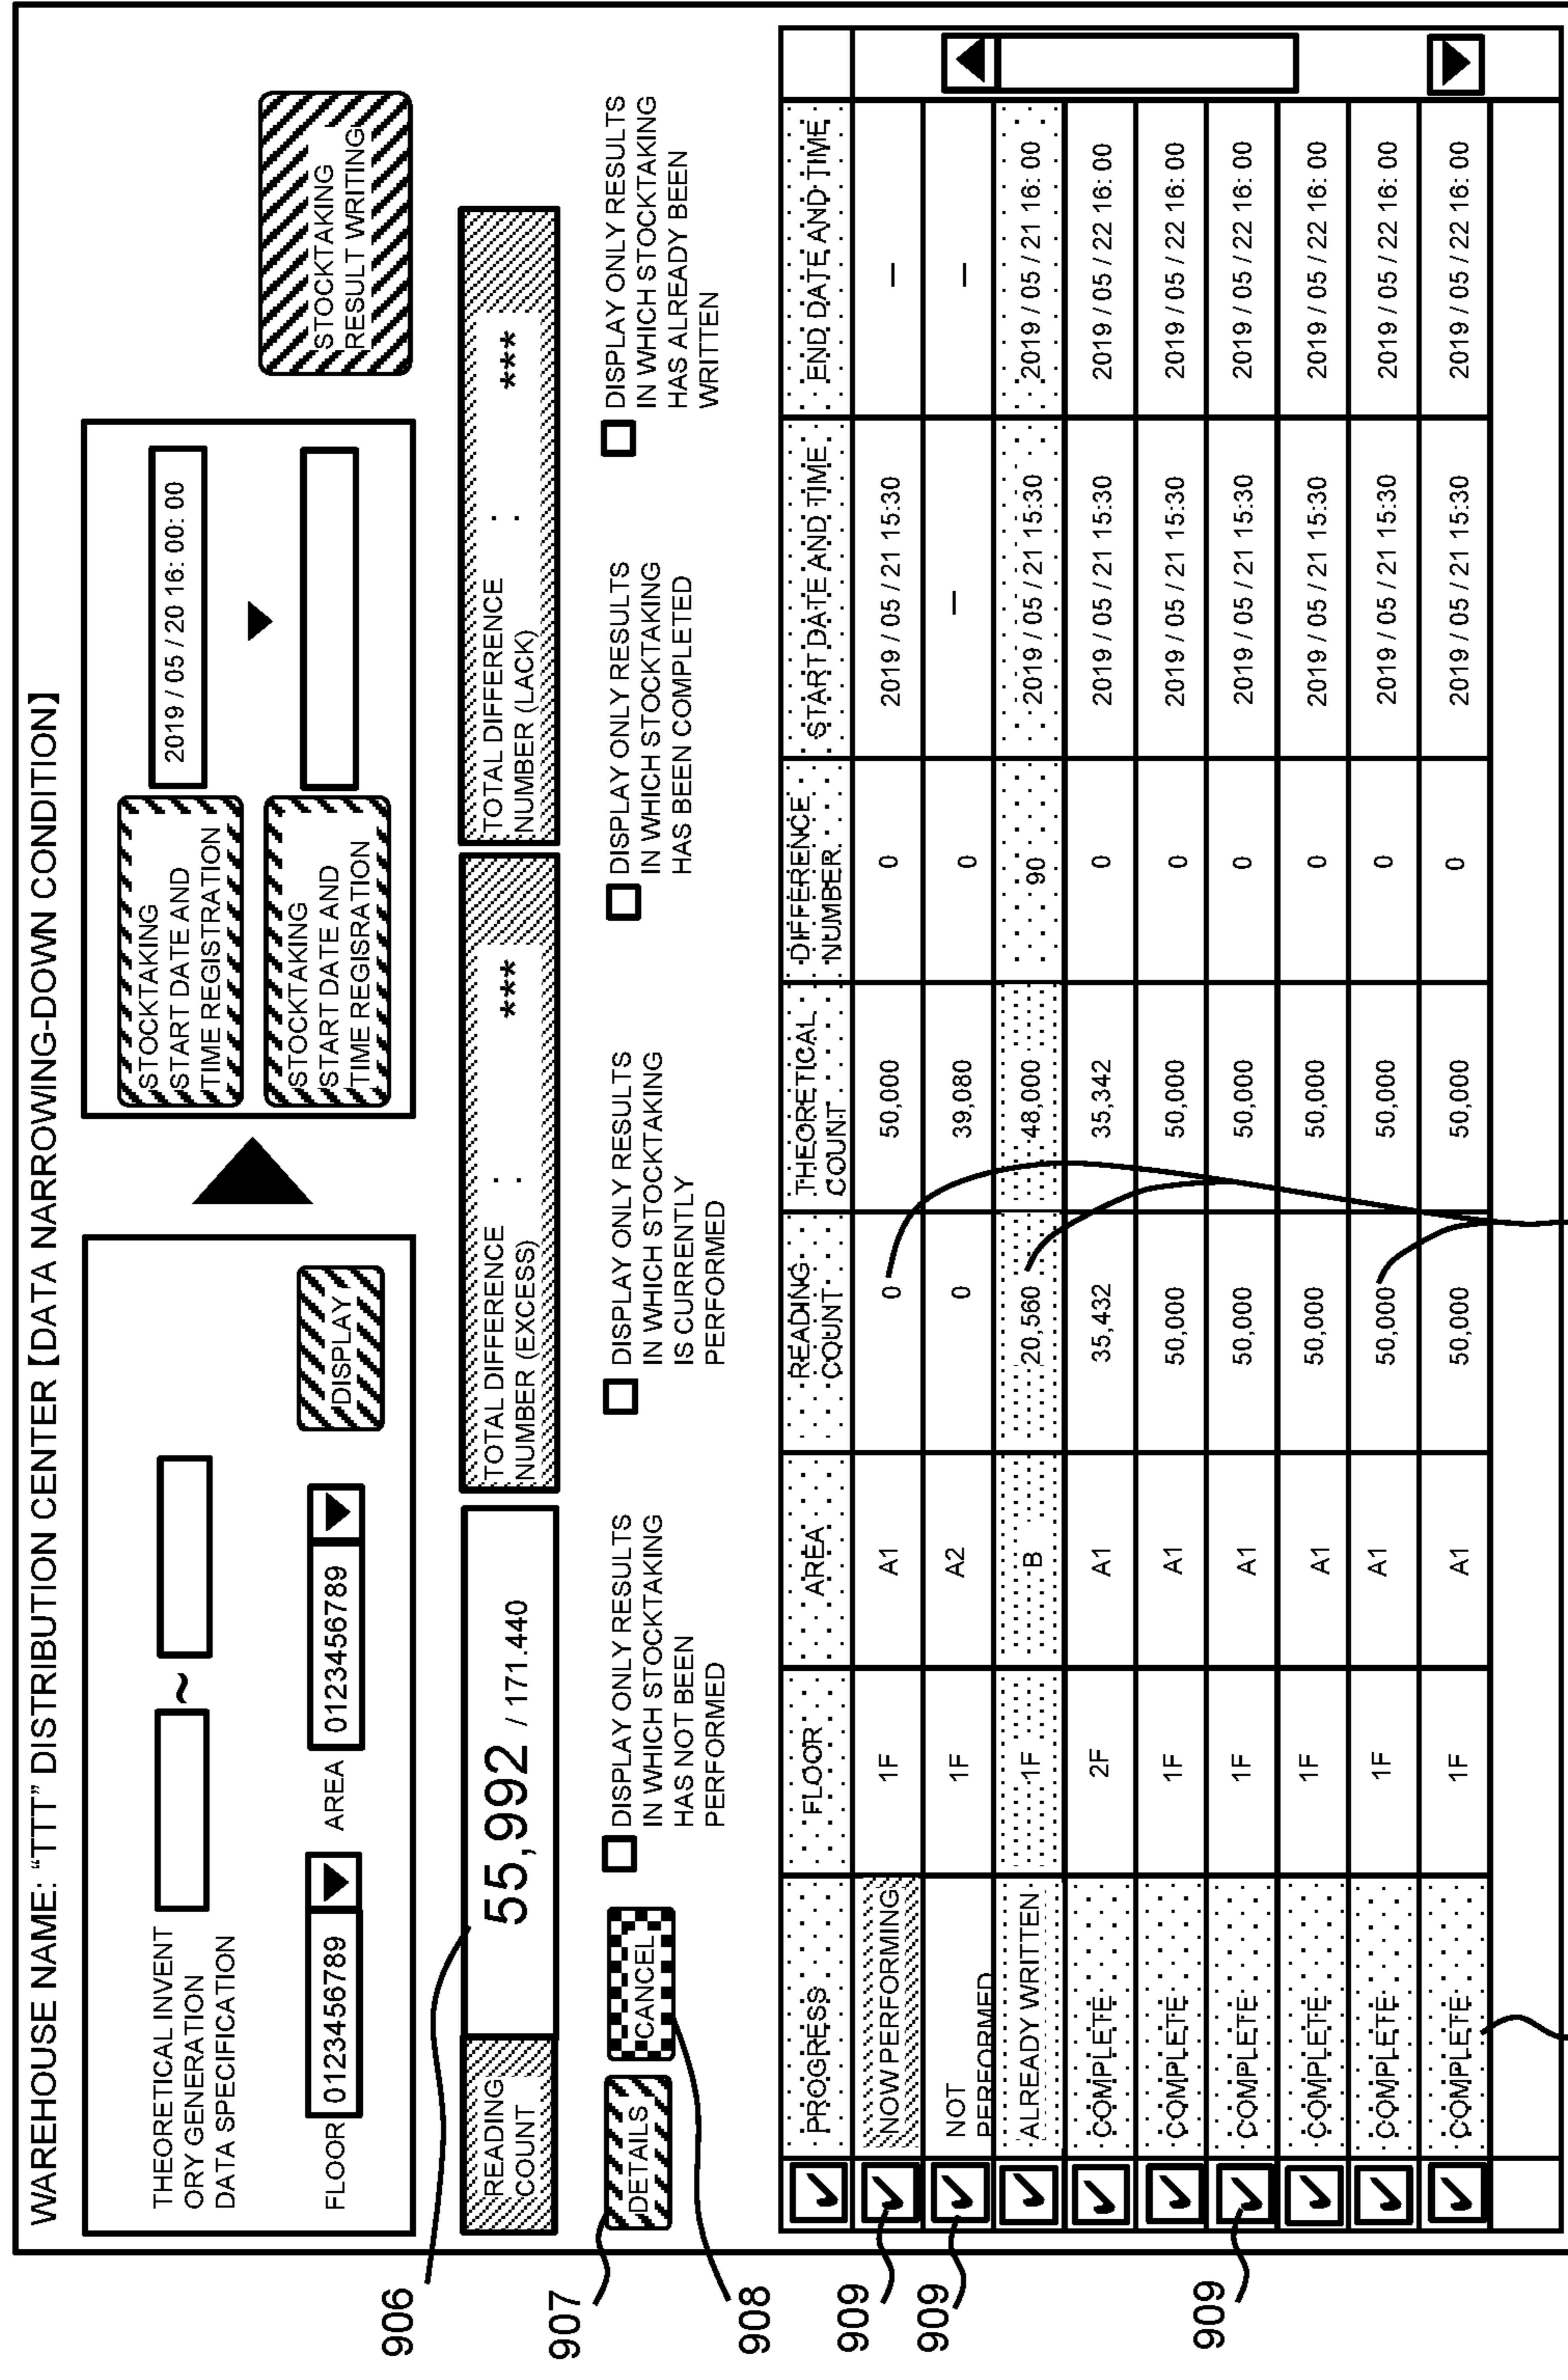 WAREHOUSE NAME: “TTT” DISTRIBUTION CENTER【DATA NARROWING-DOWN CONDITION】
THEORETICAL INVENT
ORY GENERATION
DATA SPECIFICATION
~
FLOOR 0123456789 AREA 0123456789
DISPLAY
STOCKTAKING
START DATE AND
TIME REGISTRATION
2019 / 05 / 20 16: 00: 00
STOCKTAKING
START DATE AND
TIME REGISRATION
STOCKTAKING
RESULT WRITING
906
READING
COUNT
55,992 / 171.440
TOTAL DIFFERENCE
NUMBER (EXCESS)
: ***
TOTAL DIFFERENCE
NUMBER (LACK)
: ***
907
DETAILS
CANCEL
908
DISPLAY ONLY RESULTS
IN WHICH STOCKTAKING
HAS NOT BEEN
PERFORMED
DISPLAY ONLY RESULTS
IN WHICH STOCKTAKING
IS CURRENTLY
PERFORMED
DISPLAY ONLY RESULTS
IN WHICH STOCKTAKING
HAS BEEN COMPLETED
DISPLAY ONLY RESULTS
IN WHICH STOCKTAKING
HAS ALREADY BEEN
WRITTEN
PROGRESS FLOOR AREA READING COUNT THEORETICAL COUNT DIFFERENCE NUMBER START DATE AND TIME END DATE AND TIME
909 NOW PERFORMING 1F A1 0 50,000 0 2019 / 05 / 21 15:30 —
909 NOT PERFORMED 1F A2 0 39,080 0 — —
ALREADY WRITTEN 1F B 20,560 48,000 90 2019 / 05 / 21 15:30 2019 / 05 / 21 16: 00
COMPLETE 2F A1 35,432 35,342 0 2019 / 05 / 21 15:30 2019 / 05 / 22 16: 00
COMPLETE 1F A1 50,000 50,000 0 2019 / 05 / 21 15:30 2019 / 05 / 22 16: 00
909 COMPLETE 1F A1 50,000 50,000 0 2019 / 05 / 21 15:30 2019 / 05 / 22 16: 00
COMPLETE 1F A1 50,000 50,000 0 2019 / 05 / 21 15:30 2019 / 05 / 22 16: 00
COMPLETE 1F A1 50,000 50,000 0 2019 / 05 / 21 15:30 2019 / 05 / 22 16: 00
COMPLETE 1F A1 50,000 50,000 0 2019 / 05 / 21 15:30 2019 / 05 / 22 16: 00